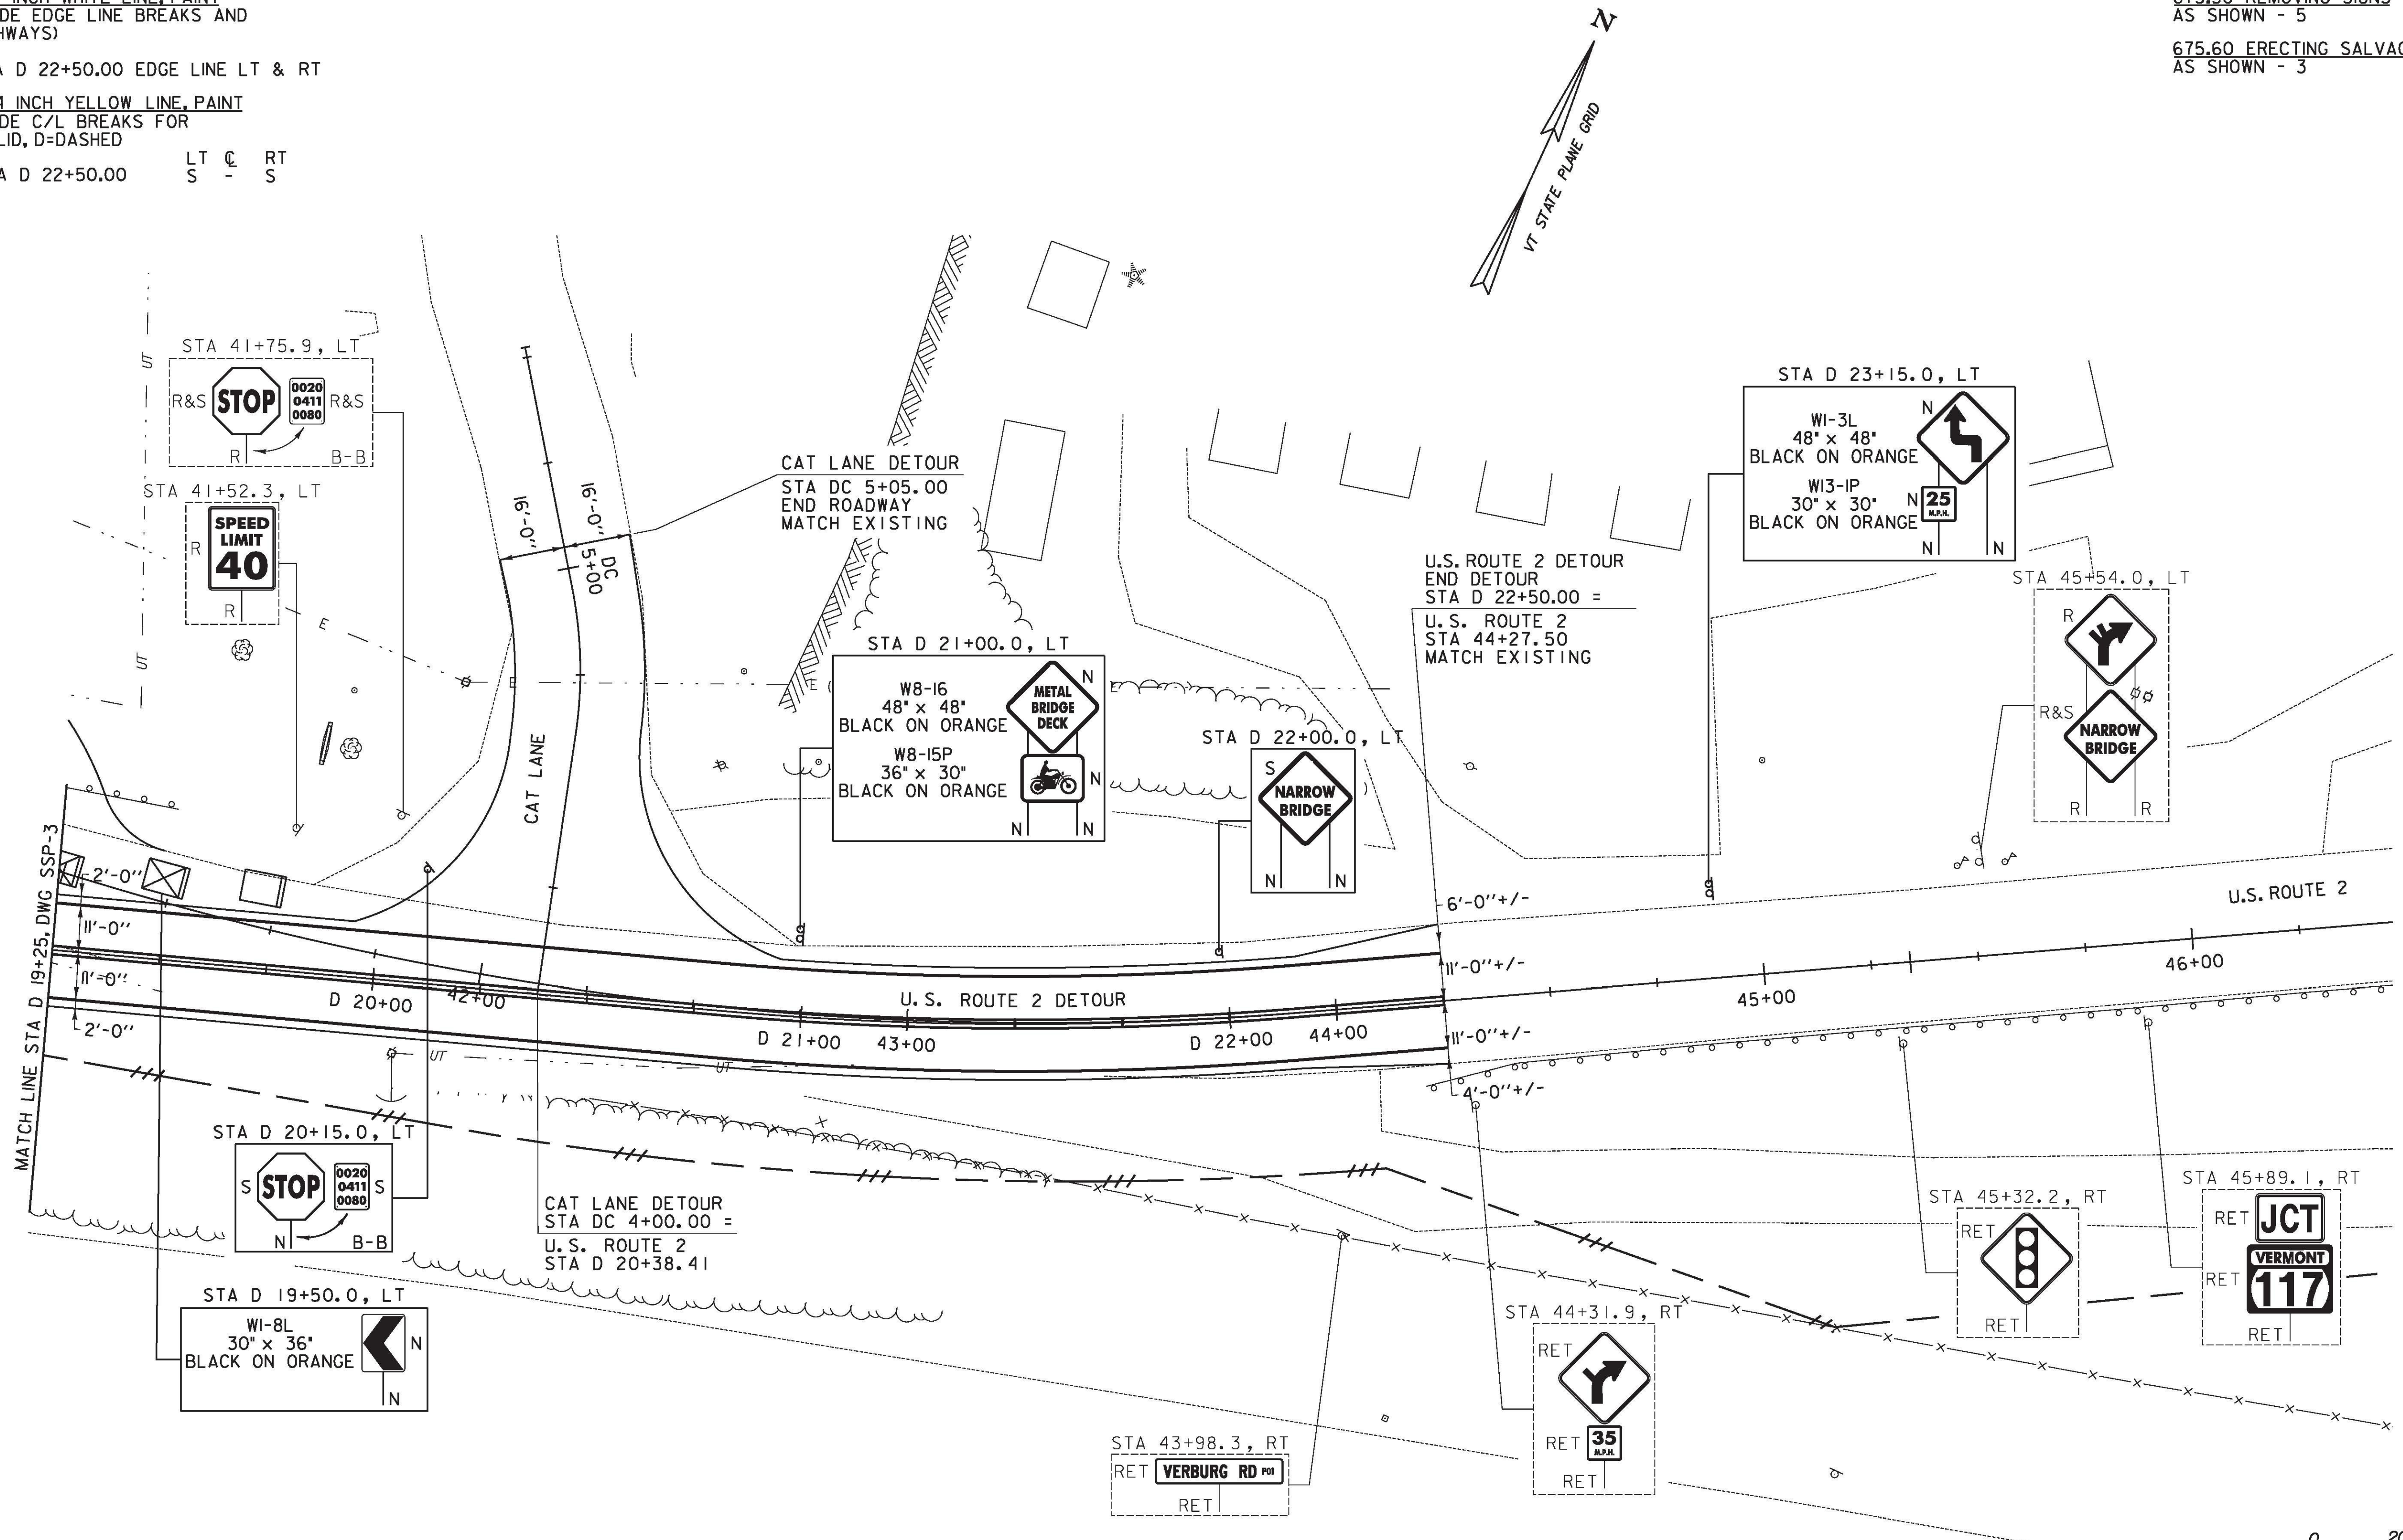 DE EDGE LINE BREAKS AND
HWAYS)
D 22+50.00 EDGE LINE LT & RT
4 INCH YELLOW LINE, PAINT
DE C/L BREAKS FOR
LID, D=DASHED
LT ℄ RT
A D 22+50.00 S - S
AS SHOWN - 5
675.60 ERECTING SALVAG
AS SHOWN - 3
N
VT STATE PLANE GRID
STA 41+75.9, LT
R&S STOP 0020 0411 0080 R&S
R B-B
STA 41+52.3, LT
R SPEED LIMIT 40
R
16'-0"
16'-0"
DC
5+00
CAT LANE DETOUR
STA DC 5+05.00
END ROADWAY
MATCH EXISTING
STA D 23+15.0, LT
W1-3L
48" x 48"
BLACK ON ORANGE
N
W13-1P
30" x 30"
BLACK ON ORANGE
N 25 M.P.H.
N N
U.S. ROUTE 2 DETOUR
END DETOUR
STA D 22+50.00 =
U.S. ROUTE 2
STA 44+27.50
MATCH EXISTING
STA 45+54.0, LT
R
R&S
NARROW
BRIDGE
R R
S
S
E
E
E
E
STA D 21+00.0, LT
W8-16
48" x 48"
BLACK ON ORANGE
METAL
BRIDGE
DECK
N
W8-15P
36" x 30"
BLACK ON ORANGE
N
N N
STA D 22+00.0, LT
S
NARROW
BRIDGE
N N
CAT LANE
MATCH LINE STA D 19+25, DWG SSP-3
2'-0"
11'-0"
11'-0"
2'-0"
D 20+00
42+00
U.S. ROUTE 2 DETOUR
D 21+00
43+00
D 22+00
44+00
6'-0"+/-
11'-0"+/-
11'-0"+/-
4'-0"+/-
45+00
46+00
U.S. ROUTE 2
UT
UT
STA D 20+15.0, LT
S STOP 0020 0411 0080 S
N B-B
CAT LANE DETOUR
STA DC 4+00.00 =
U.S. ROUTE 2
STA D 20+38.41
STA D 19+50.0, LT
W1-8L
30" x 36"
BLACK ON ORANGE
N
N
STA 43+98.3, RT
RET VERBURG RD P01
RET
STA 44+31.9, RT
RET
RET 35 M.P.H.
RET
STA 45+32.2, RT
RET
RET
STA 45+89.1, RT
RET JCT
RET VERMONT 117
RET
0 20